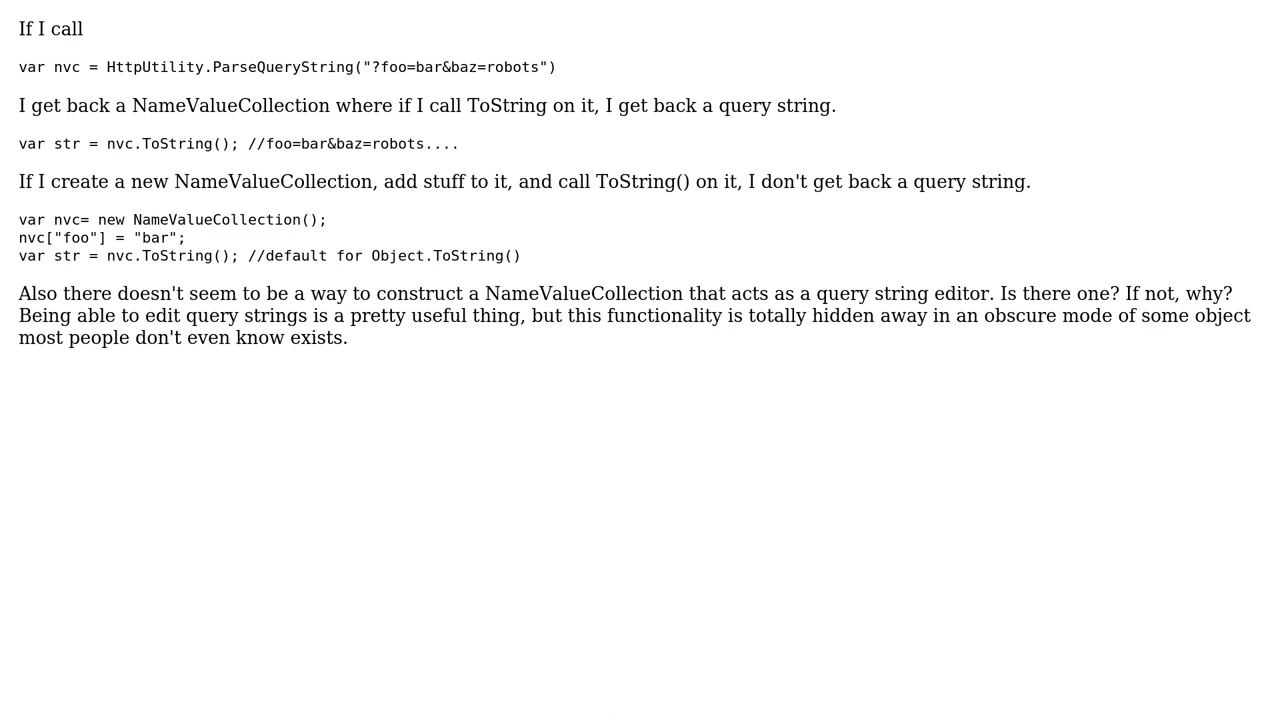 If I call
var nvc = HttpUtility.ParseQueryString("?foo=bar&baz=robots")
I get back a NameValueCollection where if I call ToString on it, I get back a query string.
var str = nvc.ToString(); //foo=bar&baz=robots....
If I create a new NameValueCollection, add stuff to it, and call ToString() on it, I don't get back a query string.
var nvc= new NameValueCollection();
nvc["foo"] = "bar";
var str = nvc.ToString(); //default for Object.ToString()
Also there doesn't seem to be a way to construct a NameValueCollection that acts as a query string editor. Is there one? If not, why?
Being able to edit query strings is a pretty useful thing, but this functionality is totally hidden away in an obscure mode of some object
most people don't even know exists.